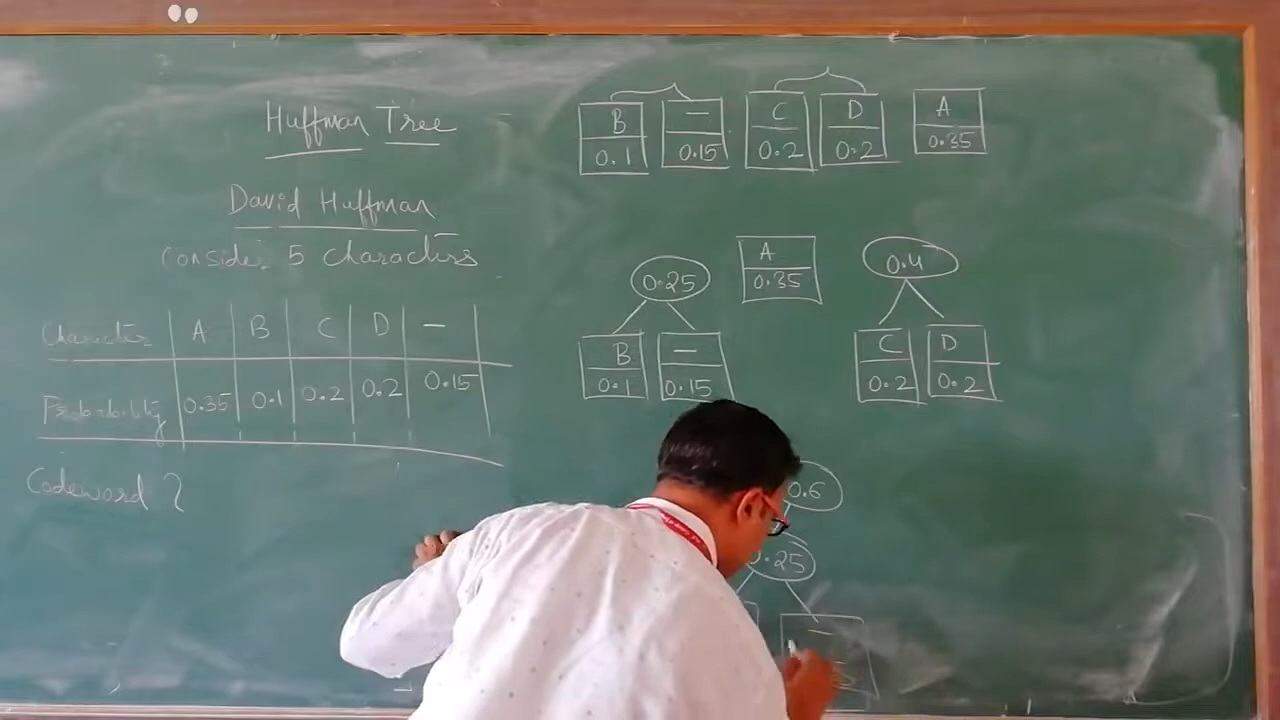 Huffman Tree
David Huffman
Consider 5 characters
Character A B C D —
Probability 0.35 0.1 0.2 0.2 0.15
Codeword ?
B — C D A
0.1 0.15 0.2 0.2 0.35
0.25 A 0.4
0.35
B — C D
0.1 0.15 0.2 0.2
0.6
0.25
—